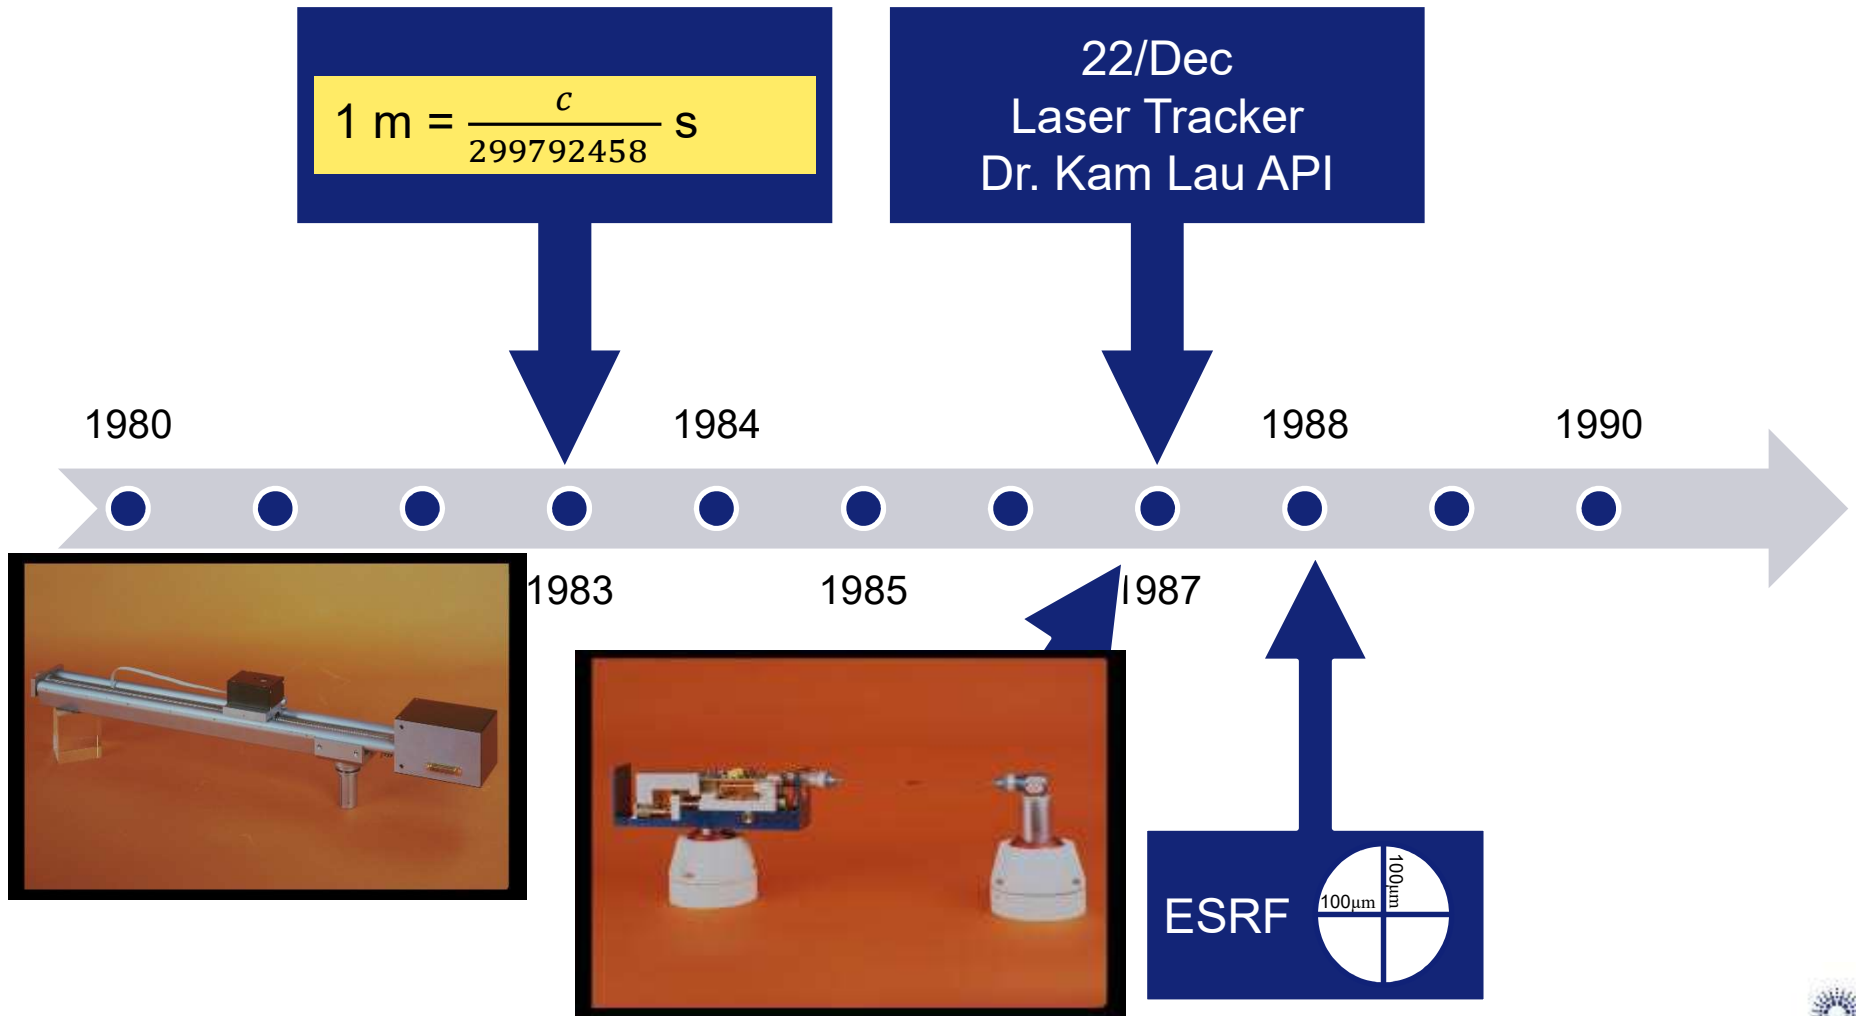 1 m = c/299792458 s
22/Dec
Laser Tracker
Dr. Kam Lau API
1980
1984
1988
1990
1983
1985
1987
ESRF
100μm
100μm